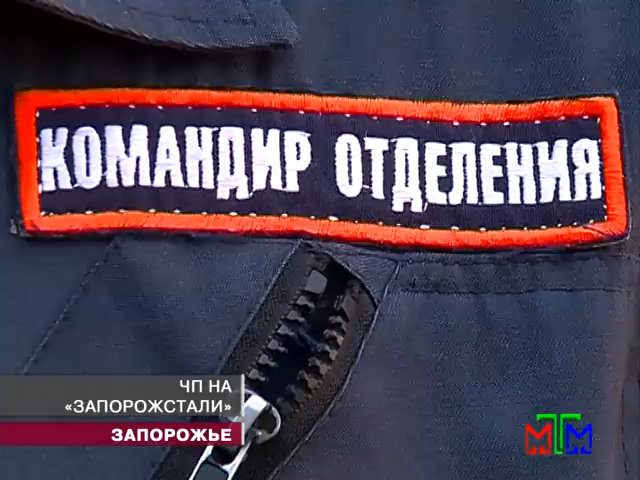 КОМАНДИР ОТДЕЛЕНИЯ
ЧП НА
«ЗАПОРОЖСТАЛИ»
ЗАПОРОЖЬЕ
МТМ